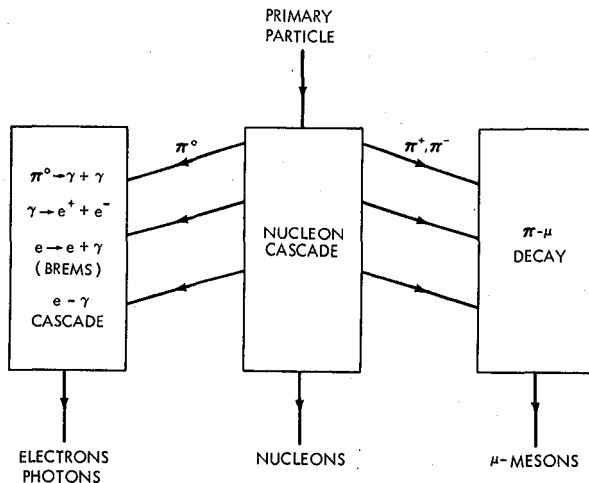 PRIMARY
PARTICLE
π° π⁺, π⁻
π° → γ + γ
γ → e⁺ + e⁻
e → e + γ
(BREMS)
e - γ
CASCADE
NUCLEON
CASCADE
π-μ
DECAY
ELECTRONS
PHOTONS
NUCLEONS
μ-MESONS